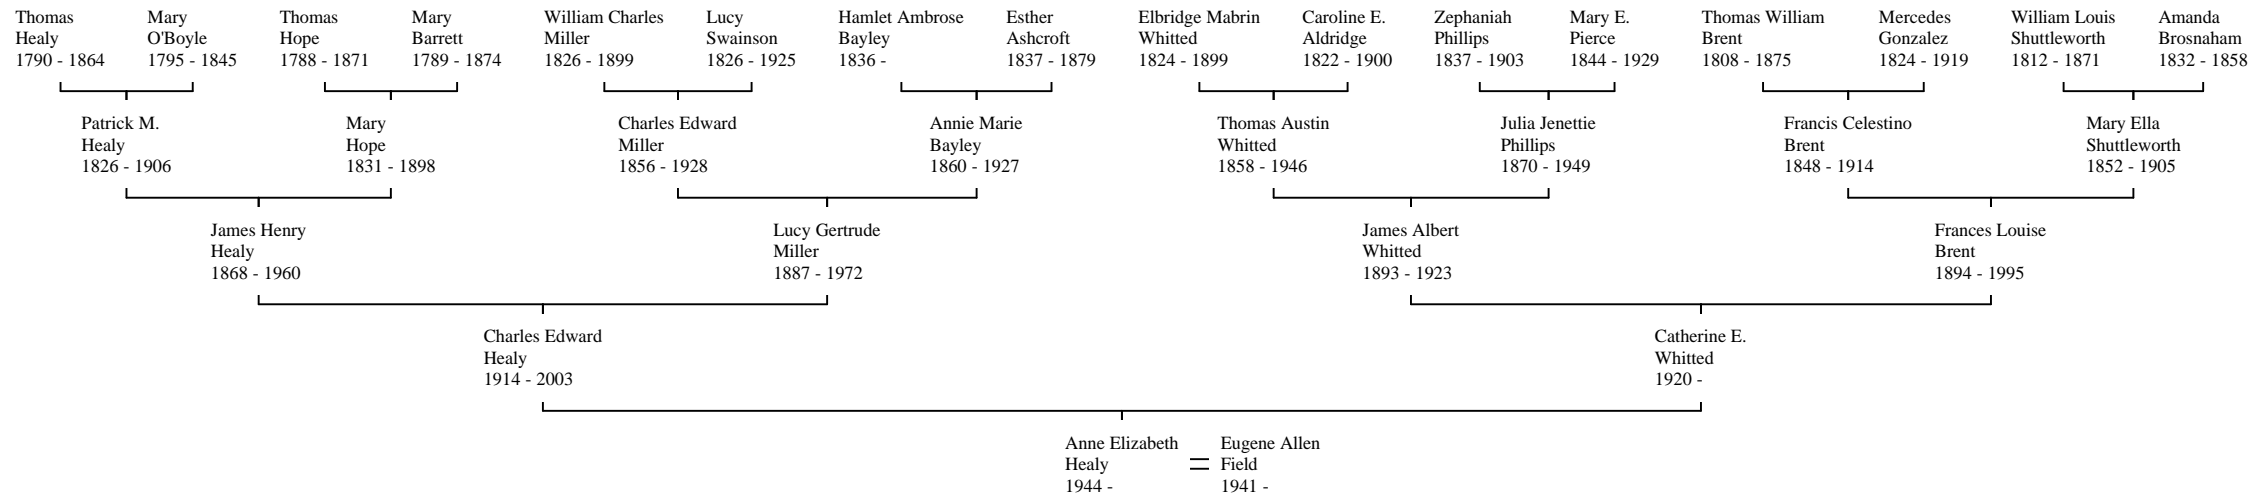 Thomas
Healy
1790 - 1864
Mary
O'Boyle
1795 - 1845
Thomas
Hope
1788 - 1871
Mary
Barrett
1789 - 1874
William Charles
Miller
1826 - 1899
Lucy
Swainson
1826 - 1925
Hamlet Ambrose
Bayley
1836 -
Esther
Ashcroft
1837 - 1879
Elbridge Mabrin
Whitted
1824 - 1899
Caroline E.
Aldridge
1822 - 1900
Zephaniah
Phillips
1837 - 1903
Mary E.
Pierce
1844 - 1929
Thomas William
Brent
1808 - 1875
Mercedes
Gonzalez
1824 - 1919
William Louis
Shuttleworth
1812 - 1871
Amanda
Brosnaham
1832 - 1858
Patrick M.
Healy
1826 - 1906
Mary
Hope
1831 - 1898
Charles Edward
Miller
1856 - 1928
Annie Marie
Bayley
1860 - 1927
Thomas Austin
Whitted
1858 - 1946
Julia Jenettie
Phillips
1870 - 1949
Francis Celestino
Brent
1848 - 1914
Mary Ella
Shuttleworth
1852 - 1905
James Henry
Healy
1868 - 1960
Lucy Gertrude
Miller
1887 - 1972
James Albert
Whitted
1893 - 1923
Frances Louise
Brent
1894 - 1995
Charles Edward
Healy
1914 - 2003
Catherine E.
Whitted
1920 -
Anne Elizabeth
Healy
1944 -
Eugene Allen
Field
1941 -